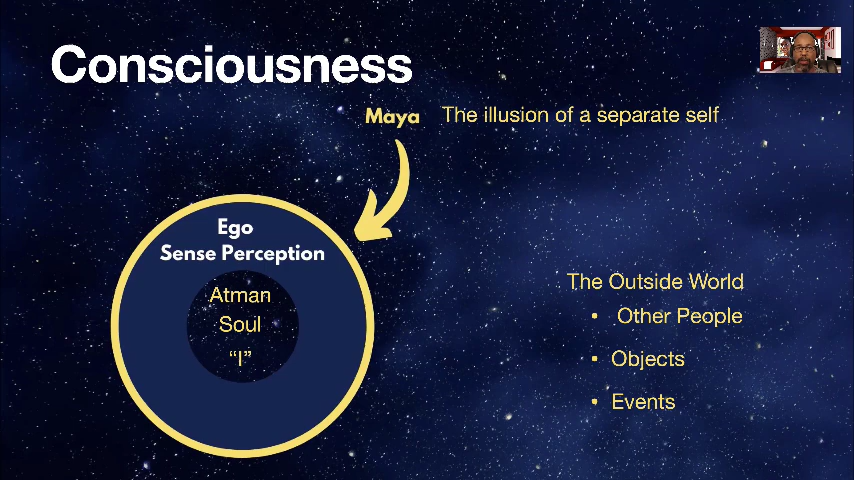 Consciousness
Maya The illusion of a separate self
Ego
Sense Perception
Atman
Soul
“I”
The Outside World
• Other People
• Objects
• Events